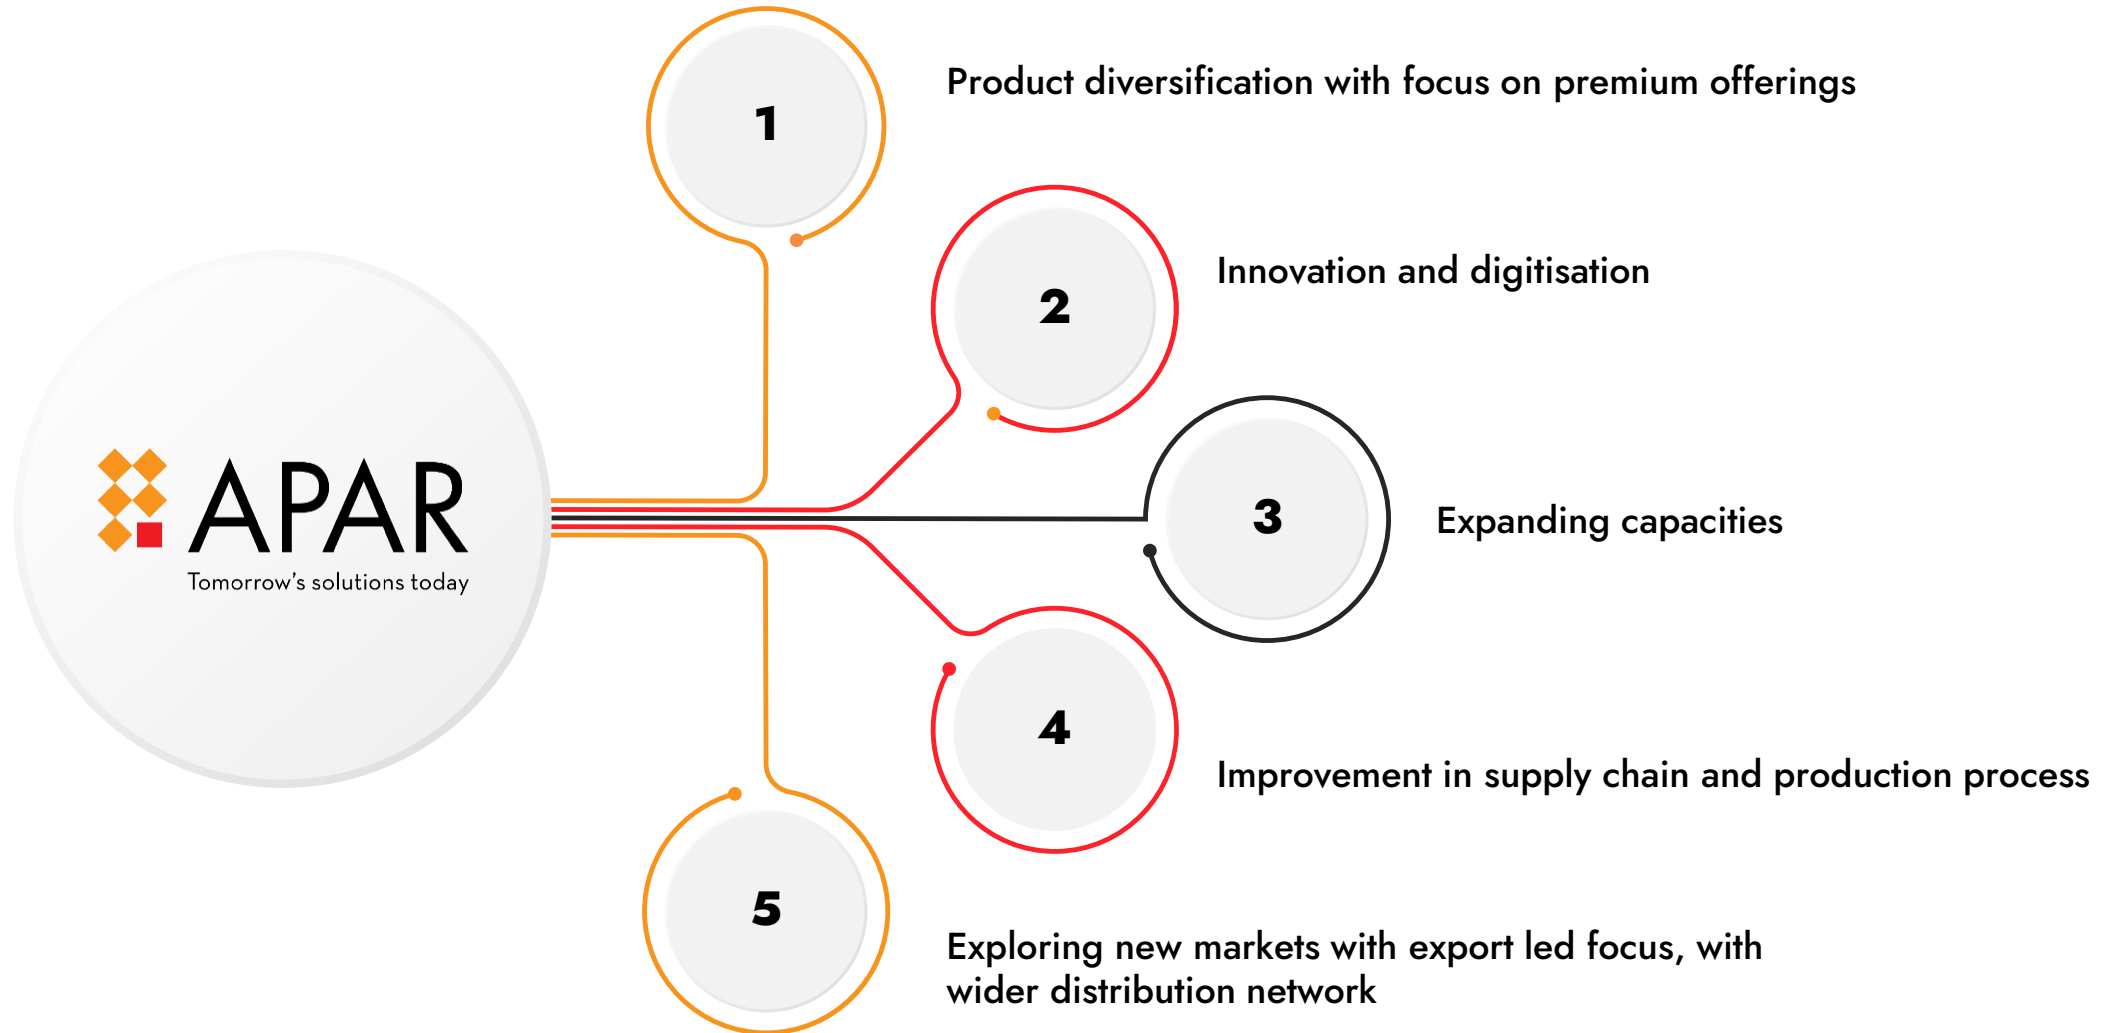 APAR
Tomorrow's solutions today
1
Product diversification with focus on premium offerings
2
Innovation and digitisation
3
Expanding capacities
4
Improvement in supply chain and production process
5
Exploring new markets with export led focus, with
wider distribution network